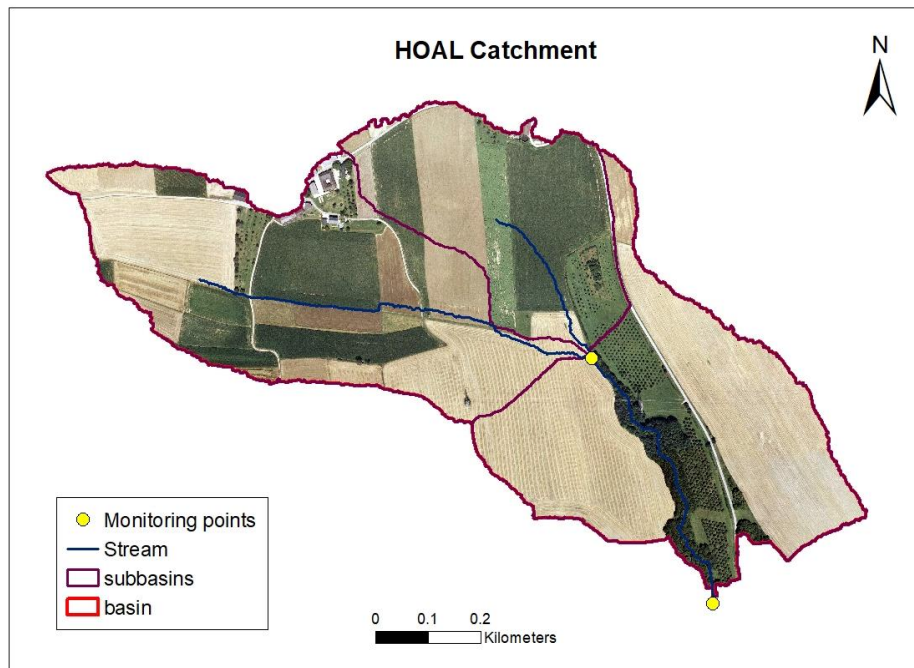 HOAL Catchment
N
Monitoring points
Stream
subbasins
basin
0 0.1 0.2
Kilometers